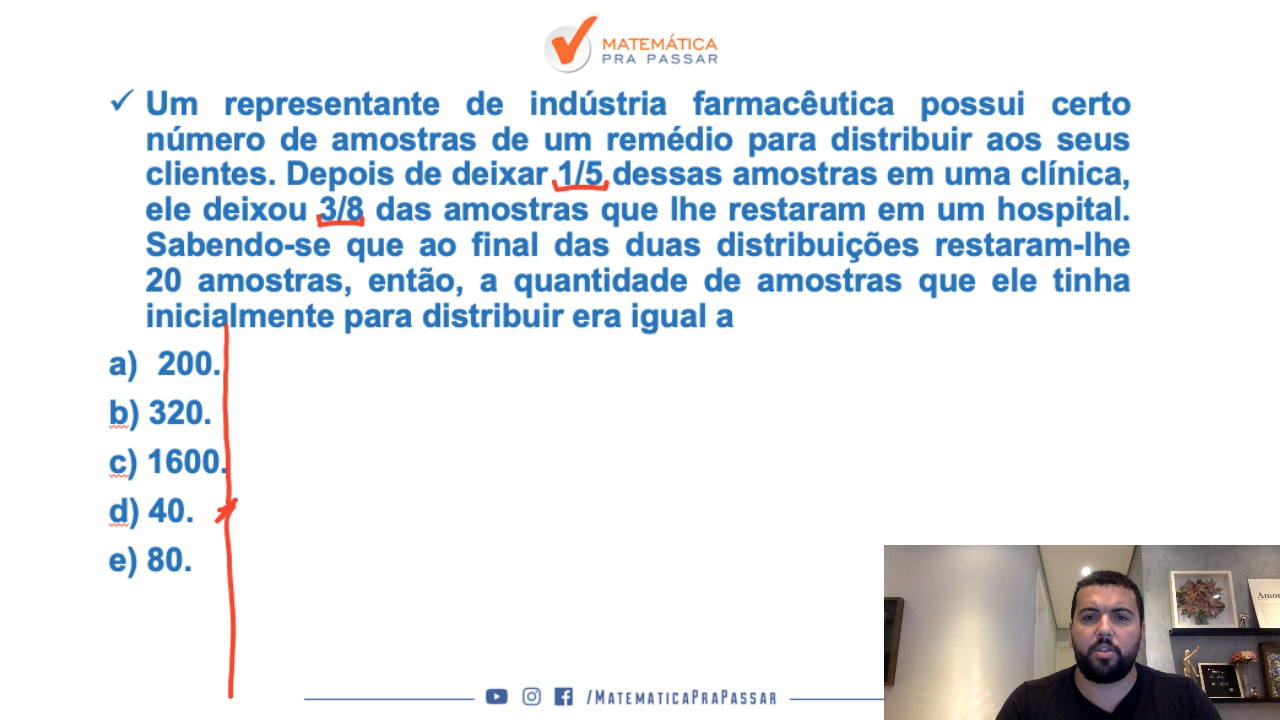 MATEMÁTICA
PRA PASSAR
Um representante de indústria farmacêutica possui certo
número de amostras de um remédio para distribuir aos seus
clientes. Depois de deixar 1/5 dessas amostras em uma clínica,
ele deixou 3/8 das amostras que lhe restaram em um hospital.
Sabendo-se que ao final das duas distribuições restaram-lhe
20 amostras, então, a quantidade de amostras que ele tinha
inicialmente para distribuir era igual a
a) 200.
b) 320.
c) 1600.
d) 40.
e) 80.
/MATEMATICAPRAPASSAR